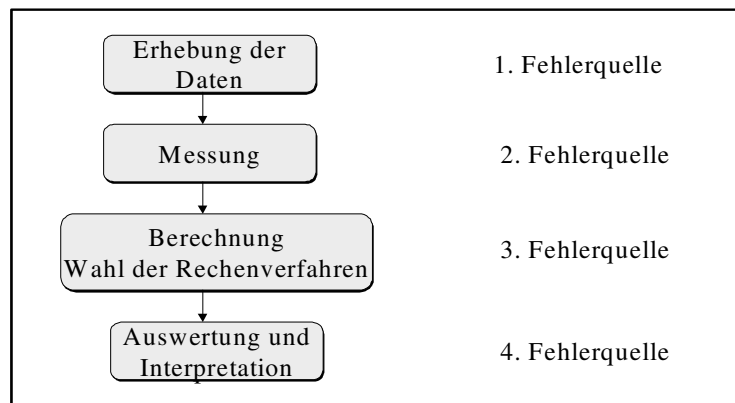 Erhebung der
Daten
1. Fehlerquelle
Messung
2. Fehlerquelle
Berechnung
Wahl der Rechenverfahren
3. Fehlerquelle
Auswertung und
Interpretation
4. Fehlerquelle